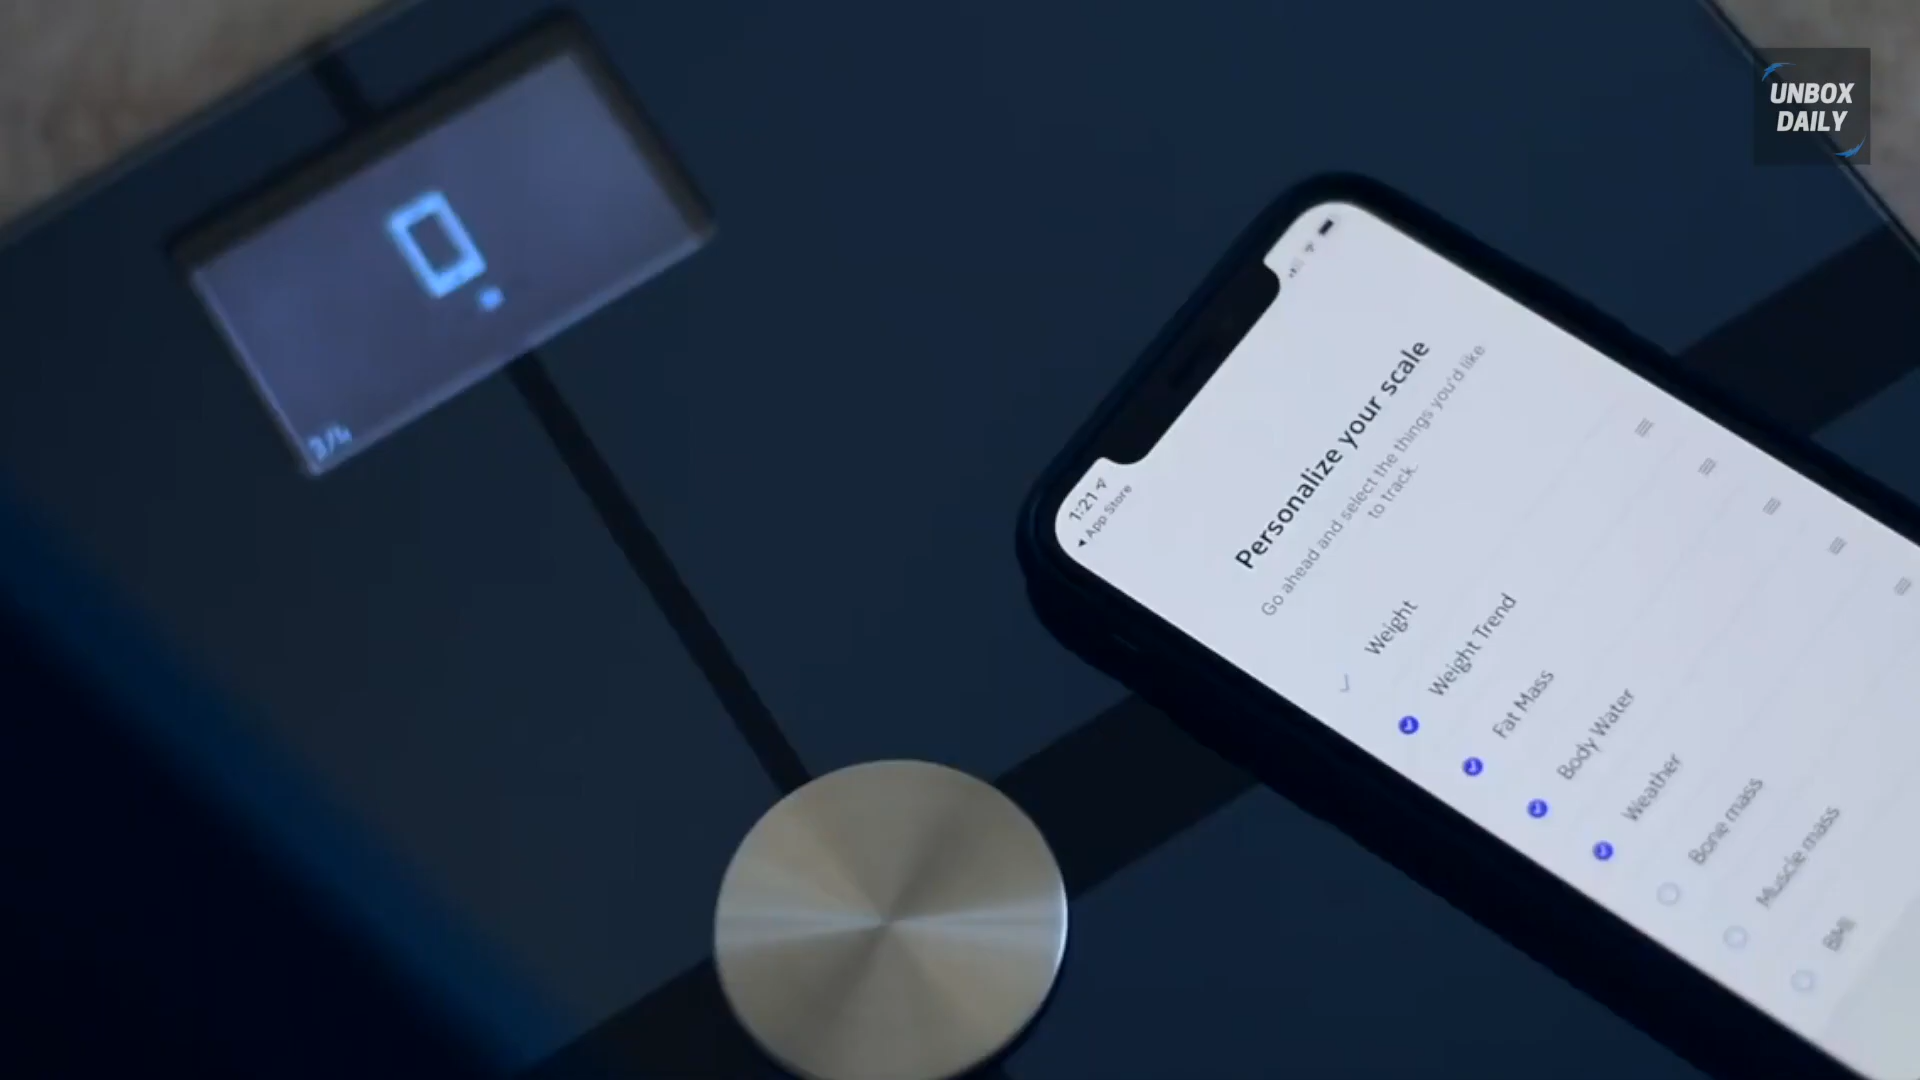 UNBOX
DAILY
3/4
1:21
App Store
Personalize your scale
Go ahead and select the things you'd like
to track.
Weight
Weight Trend
Fat Mass
Body Water
Weather
Bone mass
Muscle mass
BMI